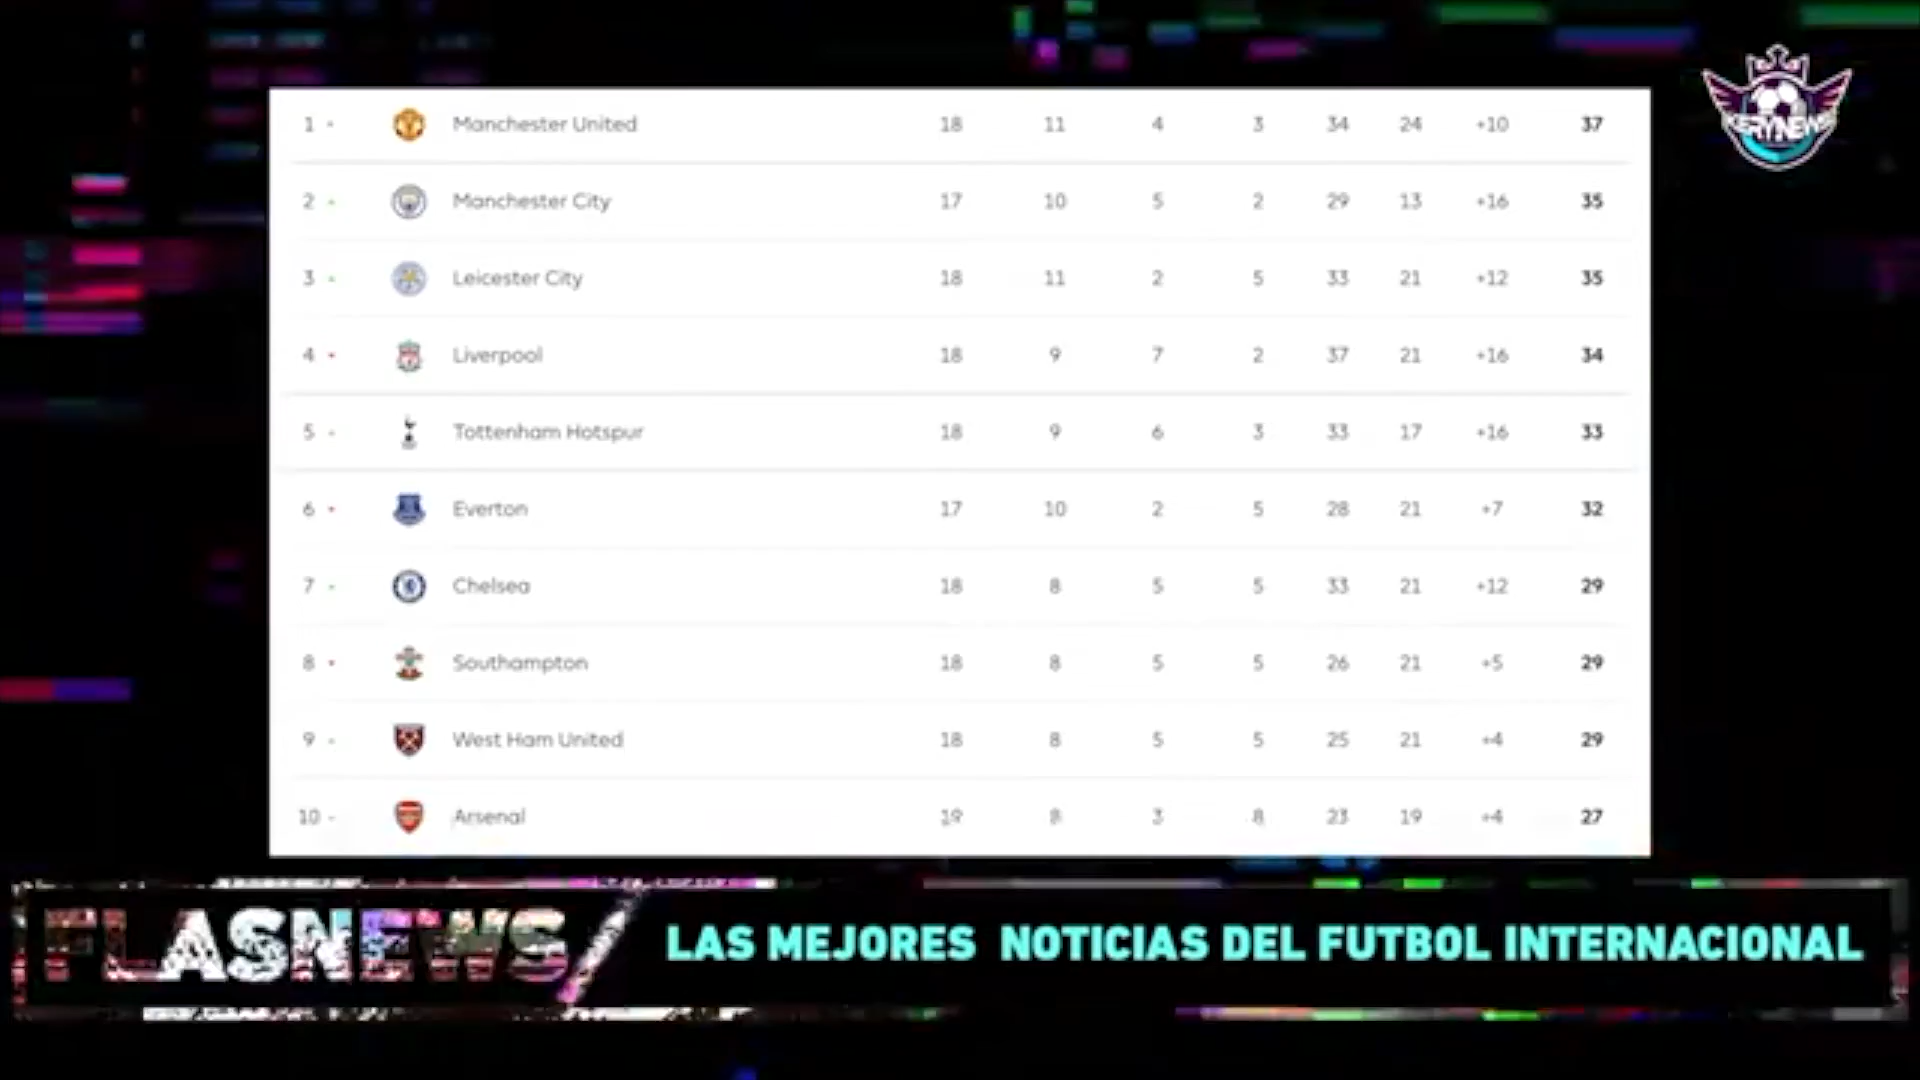 KERYNEWS
1 Manchester United 18 11 4 3 34 24 +10 37
2 Manchester City 17 10 5 2 29 13 +16 35
3 Leicester City 18 11 2 5 33 21 +12 35
4 Liverpool 18 9 7 2 37 21 +16 34
5 Tottenham Hotspur 18 9 6 3 33 17 +16 33
6 Everton 17 10 2 5 28 21 +7 32
7 Chelsea 18 8 5 5 33 21 +12 29
8 Southampton 18 8 5 5 26 21 +5 29
9 West Ham United 18 8 5 5 25 21 +4 29
10 Arsenal 19 8 3 8 23 19 +4 27
FLASNEWS LAS MEJORES NOTICIAS DEL FUTBOL INTERNACIONAL